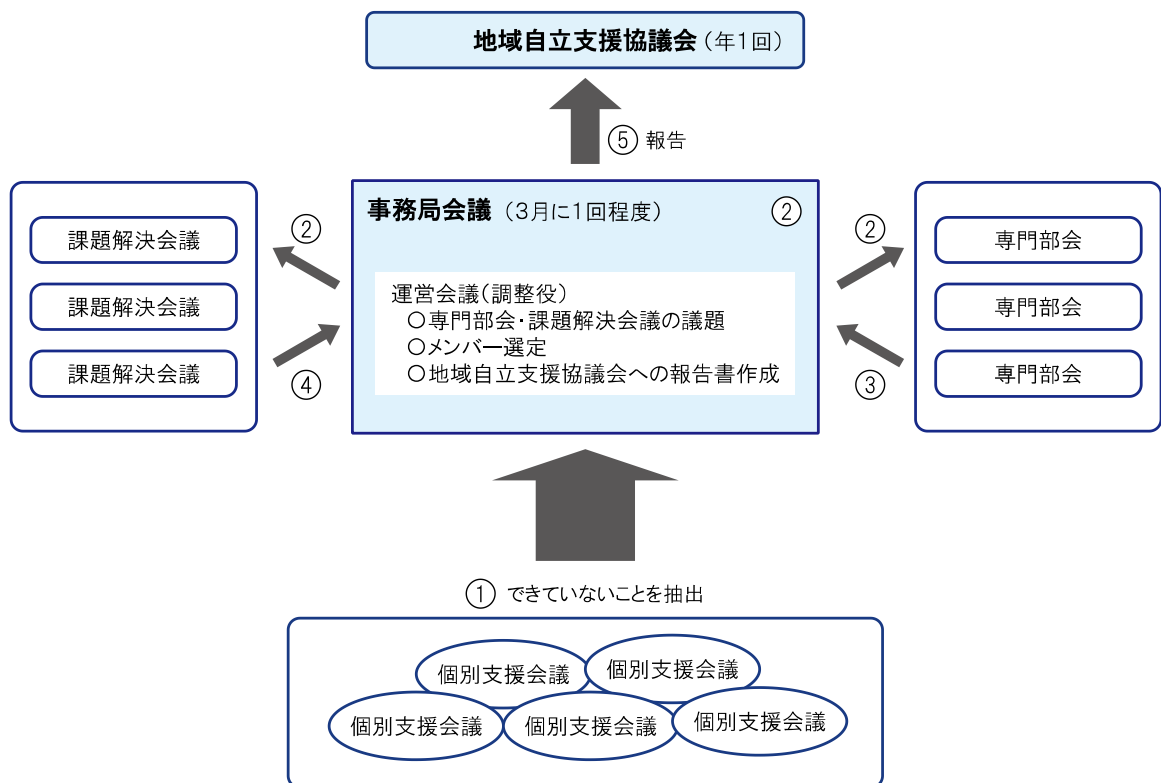 地域自立支援協議会(年1回)
⑤ 報告
事務局会議(3月に1回程度) ②
運営会議(調整役)
○専門部会・課題解決会議の議題
○メンバー選定
○地域自立支援協議会への報告書作成
課題解決会議
課題解決会議
課題解決会議
②
④
②
③
専門部会
専門部会
専門部会
① できていないことを抽出
個別支援会議
個別支援会議
個別支援会議
個別支援会議
個別支援会議